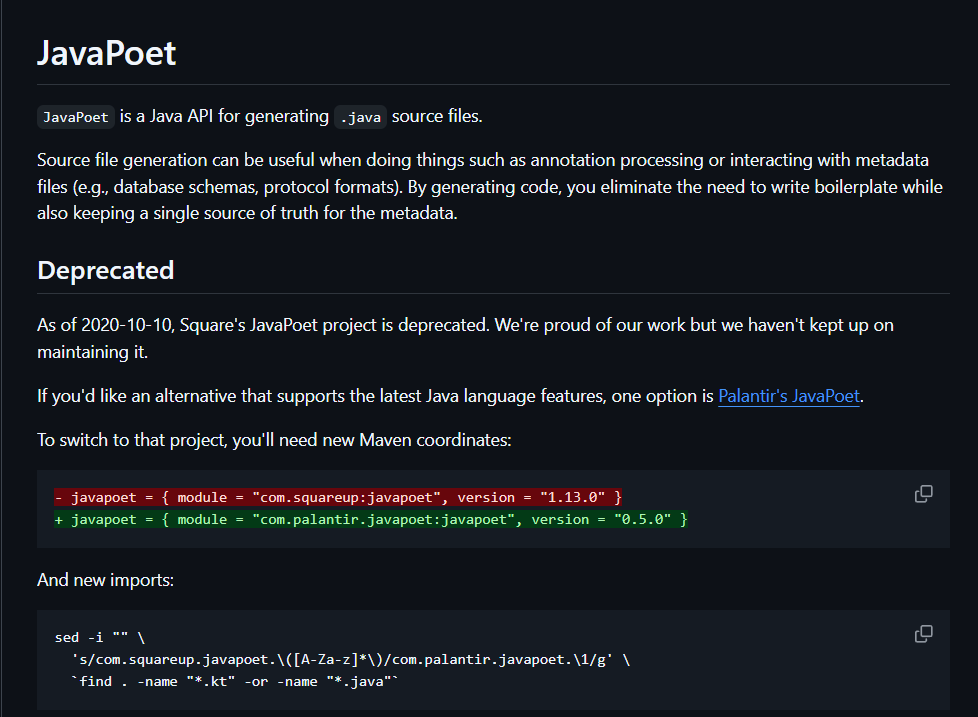 JavaPoet
JavaPoet is a Java API for generating .java source files.
Source file generation can be useful when doing things such as annotation processing or interacting with metadata
files (e.g., database schemas, protocol formats). By generating code, you eliminate the need to write boilerplate while
also keeping a single source of truth for the metadata.
Deprecated
As of 2020-10-10, Square's JavaPoet project is deprecated. We're proud of our work but we haven't kept up on
maintaining it.
If you'd like an alternative that supports the latest Java language features, one option is Palantir's JavaPoet.
To switch to that project, you'll need new Maven coordinates:
- javapoet = { module = "com.squareup:javapoet", version = "1.13.0" }
+ javapoet = { module = "com.palantir.javapoet:javapoet", version = "0.5.0" }
And new imports:
sed -i "" \
's/com.squareup.javapoet.\([A-Za-z]*\)/com.palantir.javapoet.\1/g' \
`find . -name "*.kt" -or -name "*.java"`